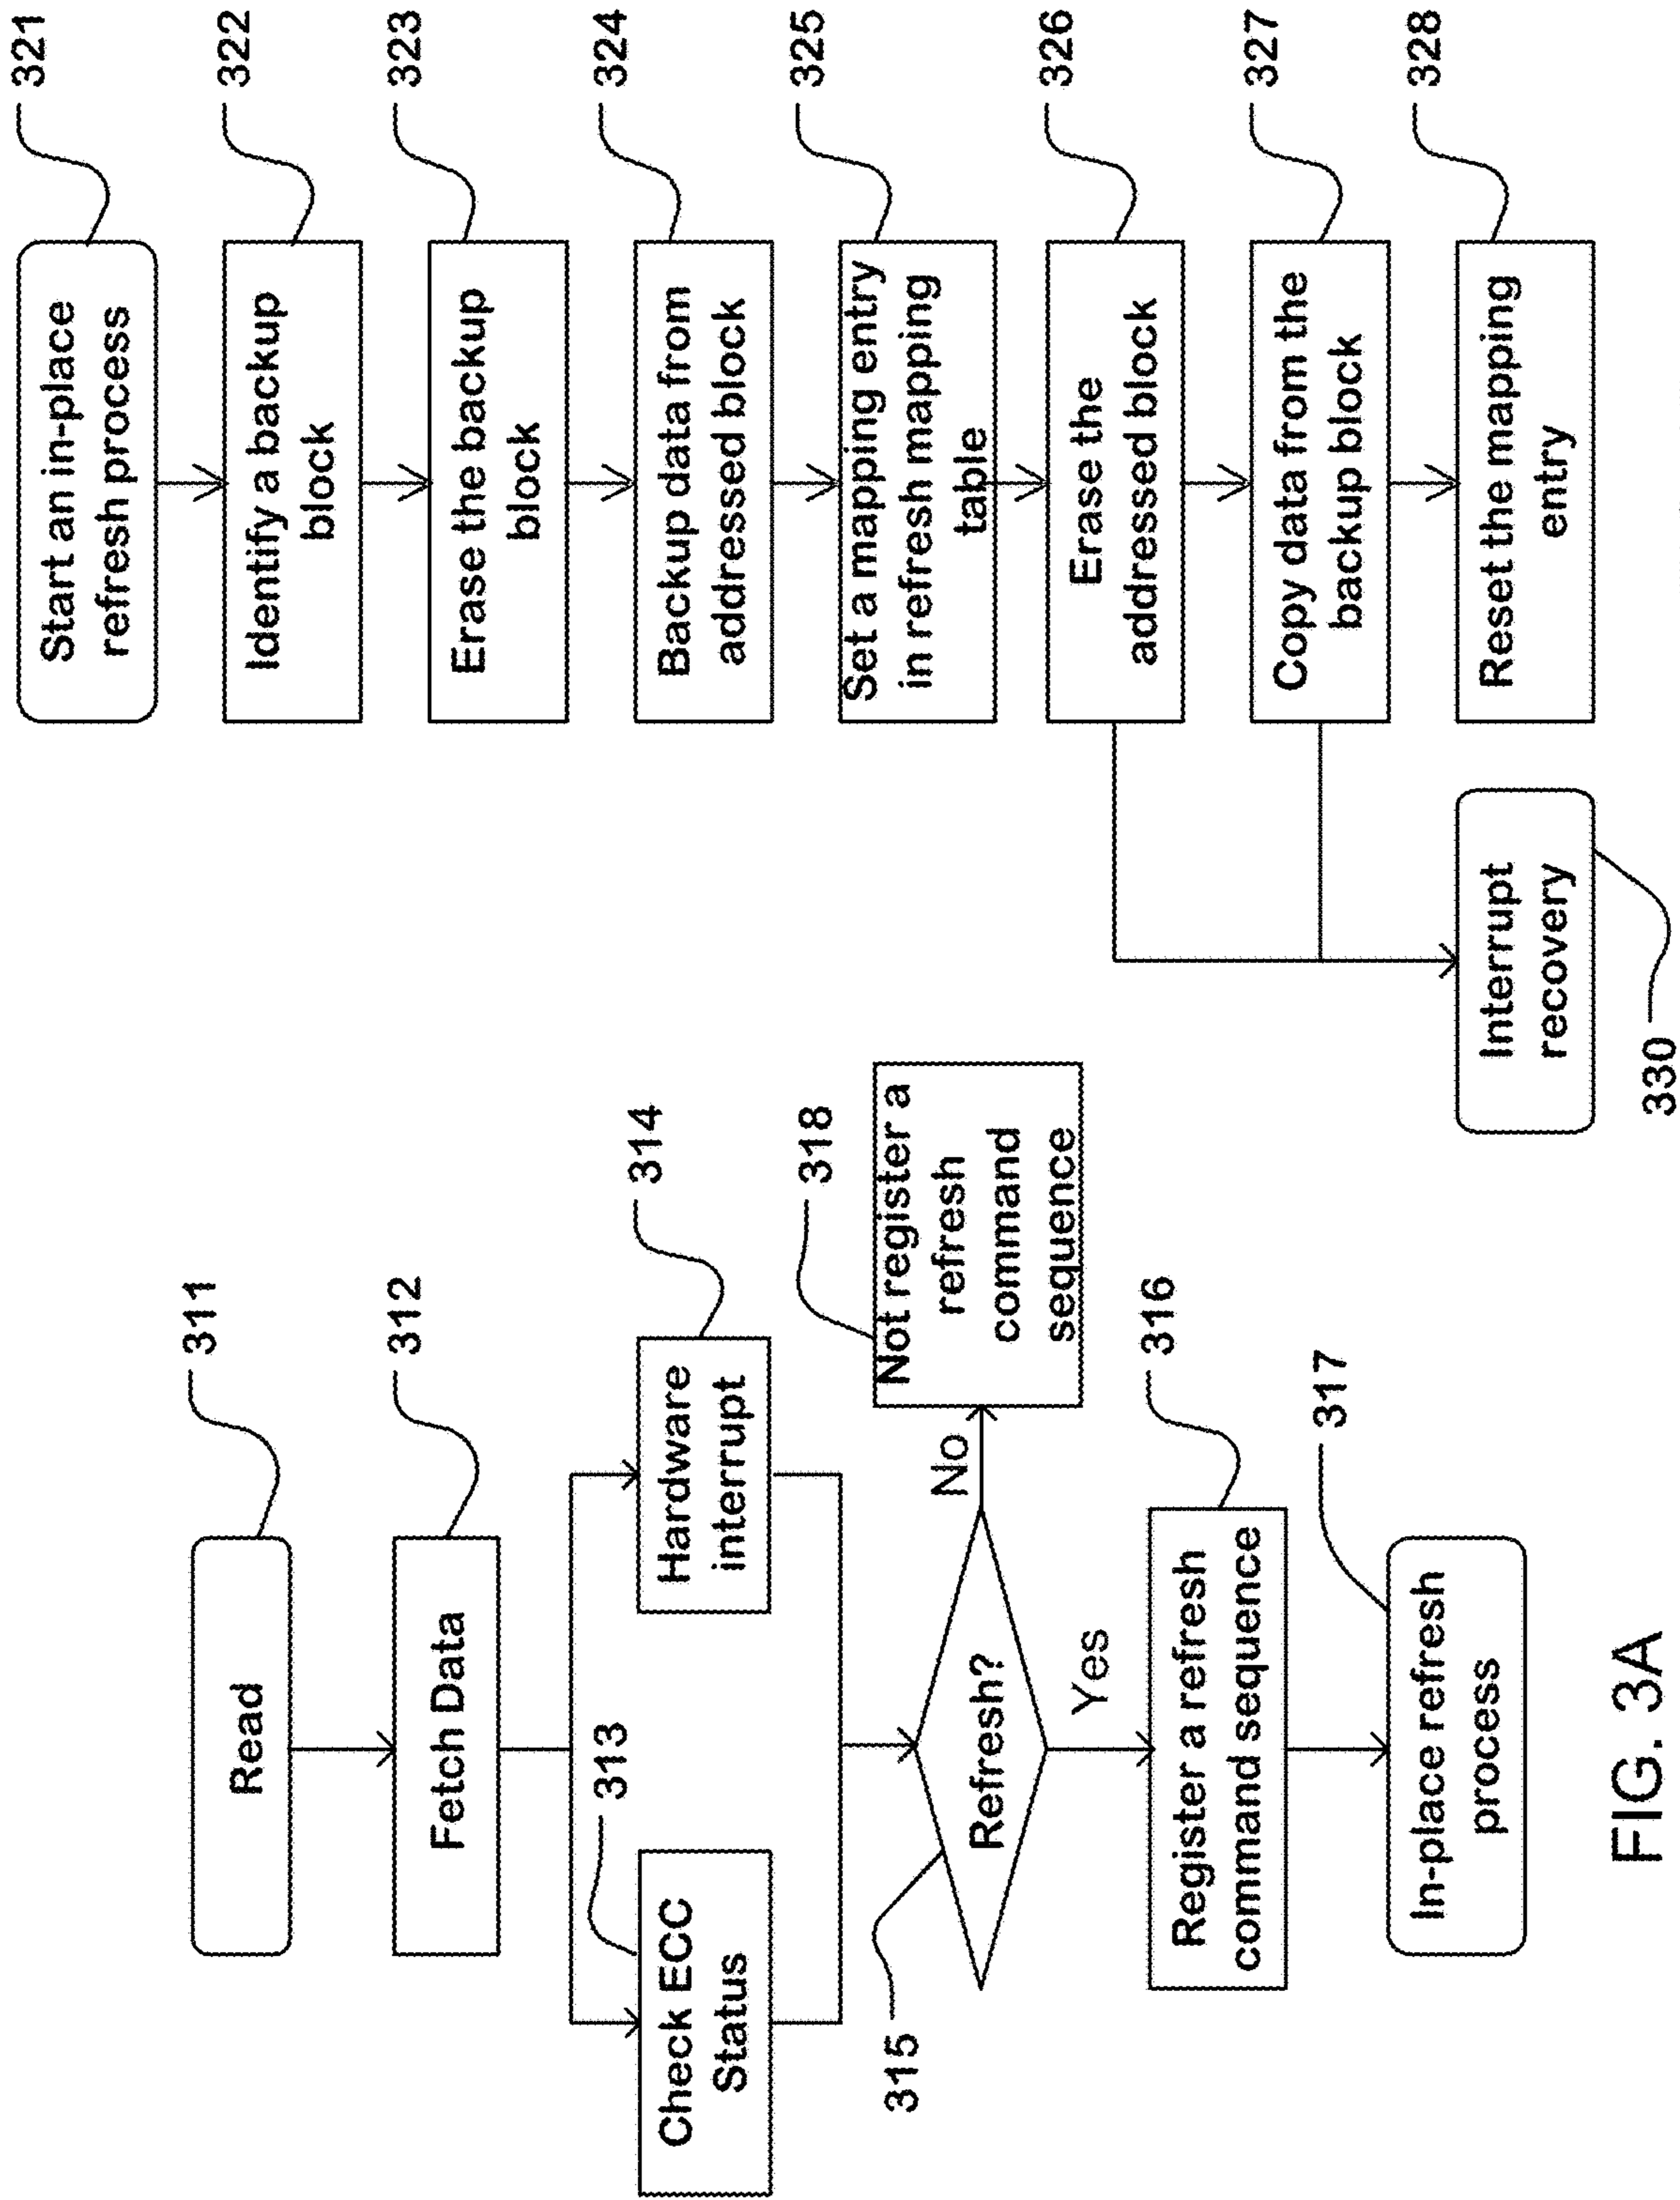 Read
311
Fetch Data
312
Check ECC
Status
313
Hardware
interrupt
314
Refresh?
315
No
Yes
Not register a
refresh
command
sequence
318
Register a refresh
command sequence
316
In-place refresh
process
317
Start an in-place
refresh process
321
Identify a backup
block
322
Erase the backup
block
323
Backup data from
addressed block
324
Set a mapping entry
in refresh mapping
table
325
Erase the
addressed block
326
Copy data from the
backup block
327
Reset the mapping
entry
328
Interrupt
recovery
330
FIG. 3A